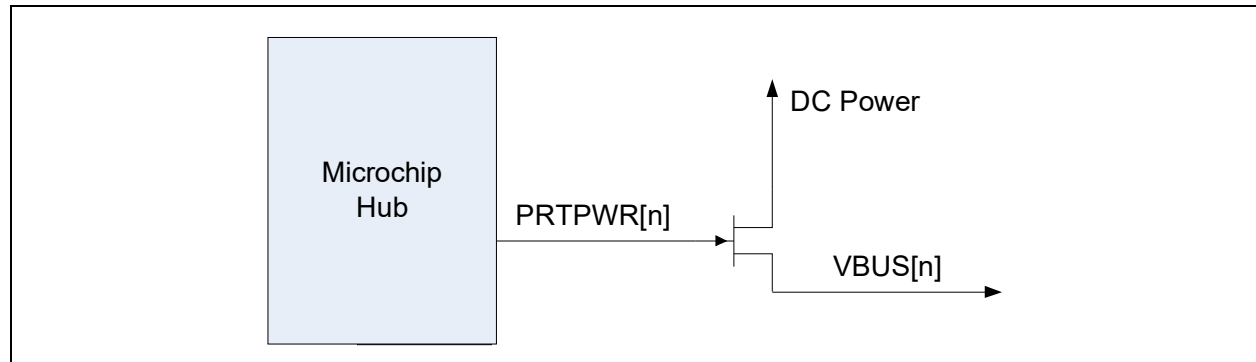 Microchip
Hub
PRTPWR[n]
DC Power
VBUS[n]